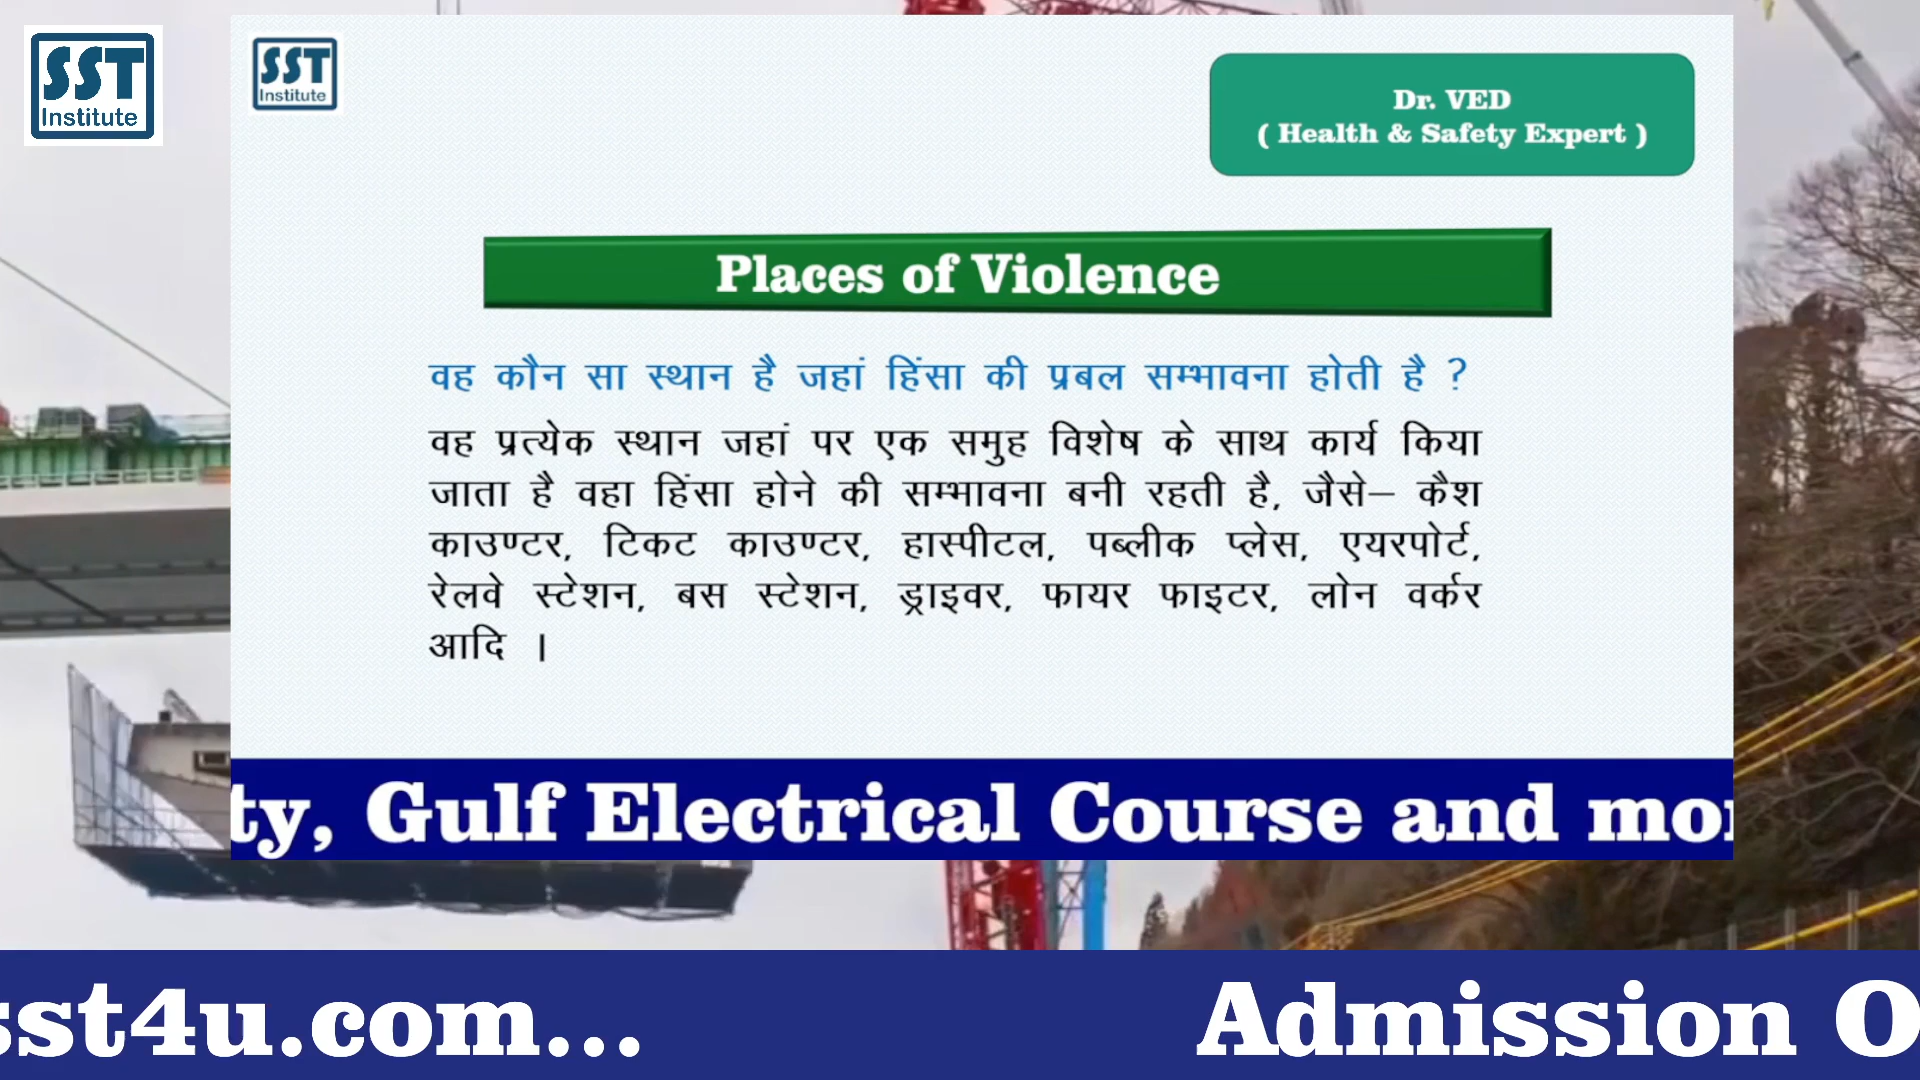 SST
Institute
SST
Institute
Dr. VED
( Health & Safety Expert )
Places of Violence
वह कौन सा स्थान है जहां हिंसा की प्रबल सम्भावना होती है ?
वह प्रत्येक स्थान जहां पर एक समुह विशेष के साथ कार्य किया
जाता है वहा हिंसा होने की सम्भावना बनी रहती है, जैसे– कैश
काउण्टर, टिकट काउण्टर, हास्पीटल, पब्लीक प्लेस, एयरपोर्ट,
रेलवे स्टेशन, बस स्टेशन, ड्राइवर, फायर फाइटर, लोन वर्कर
आदि ।
ty, Gulf Electrical Course and mo
sst4u.com... Admission O